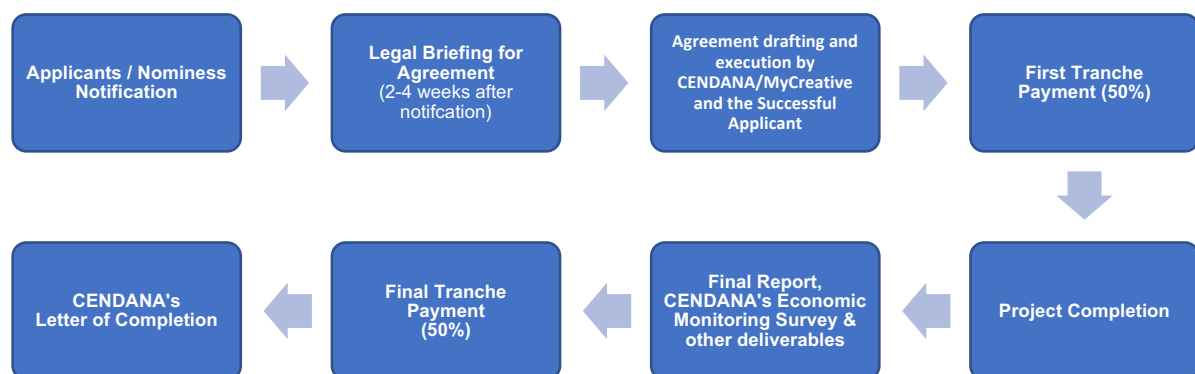 Applicants / Nominess
Notification
Legal Briefing for
Agreement
(2-4 weeks after
notifcation)
Agreement drafting and
execution by
CENDANA/MyCreative
and the Successful
Applicant
First Tranche
Payment (50%)
Project Completion
Final Report,
CENDANA's Economic
Monitoring Survey &
other deliverables
Final Tranche
Payment
(50%)
CENDANA's
Letter of Completion